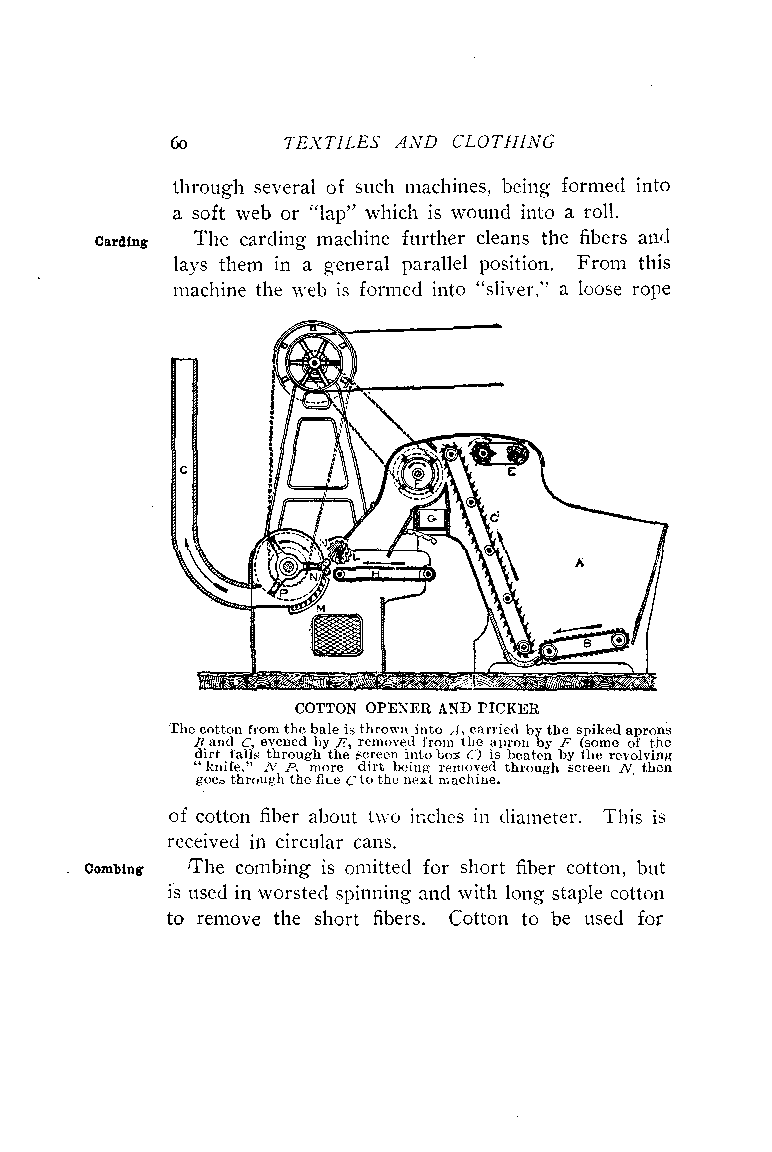 60 TEXTILES AND CLOTHING
through several of such machines, being formed into
a soft web or “lap” which is wound into a roll.
Carding The carding machine further cleans the fibers and
lays them in a general parallel position. From this
machine the web is formed into “sliver,” a loose rope
C
F
E
G
C
A
L
H
N
P
M
B
COTTON OPENER AND PICKER
The cotton from the bale is thrown into A, carried by the spiked aprons
B and C, evened by E, removed from the apron by F (some of the
dirt falls through the screen into box C) is beaten by the revolving
“knife,” N P, more dirt being removed through screen N, then
goes through the flue C to the next machine.
of cotton fiber about two inches in diameter. This is
received in circular cans.
Combing The combing is omitted for short fiber cotton, but
is used in worsted spinning and with long staple cotton
to remove the short fibers. Cotton to be used for